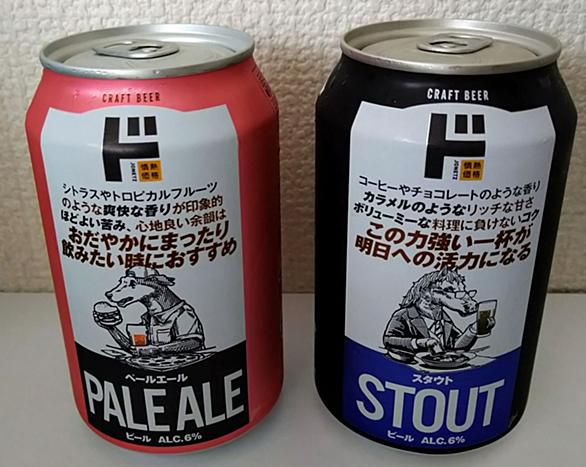 CRAFT BEER
ド
JONETZ
情熱
価格
シトラスやトロピカルフルーツ
のような爽快な香りが印象的
ほどよい苦み、心地良い余韻は
おだやかにまったり
飲みたい時におすすめ
ペールエール
PALE ALE
ビール ALC.6%
CRAFT BEER
ド
JONETZ
情熱
価格
コーヒーやチョコレートのような香り
カラメルのようなリッチな甘さ
ボリューミーな料理に負けないコク
この力強い一杯が
明日への活力になる
スタウト
STOUT
ビール ALC.6%